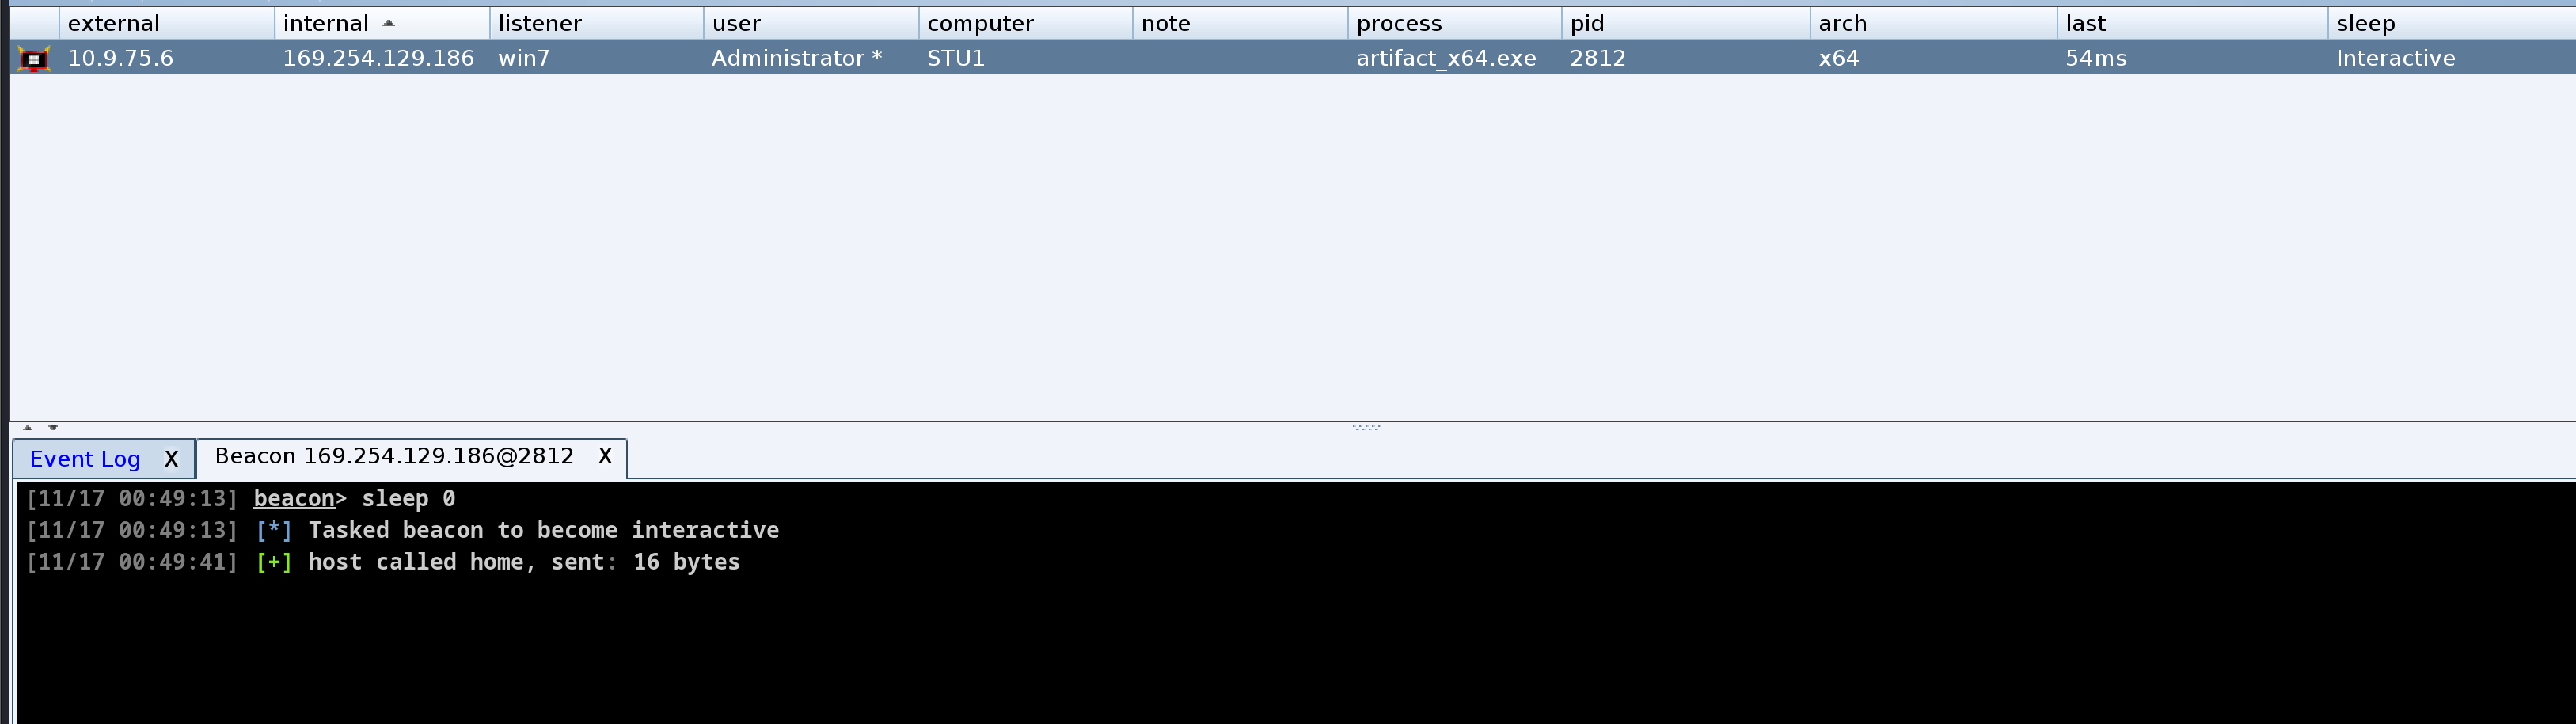 external internal listener user computer note process pid arch last sleep
10.9.75.6 169.254.129.186 win7 Administrator * STU1 artifact_x64.exe 2812 x64 54ms Interactive
Event Log X Beacon 169.254.129.186@2812 X
[11/17 00:49:13] beacon> sleep 0
[11/17 00:49:13] [*] Tasked beacon to become interactive
[11/17 00:49:41] [+] host called home, sent: 16 bytes